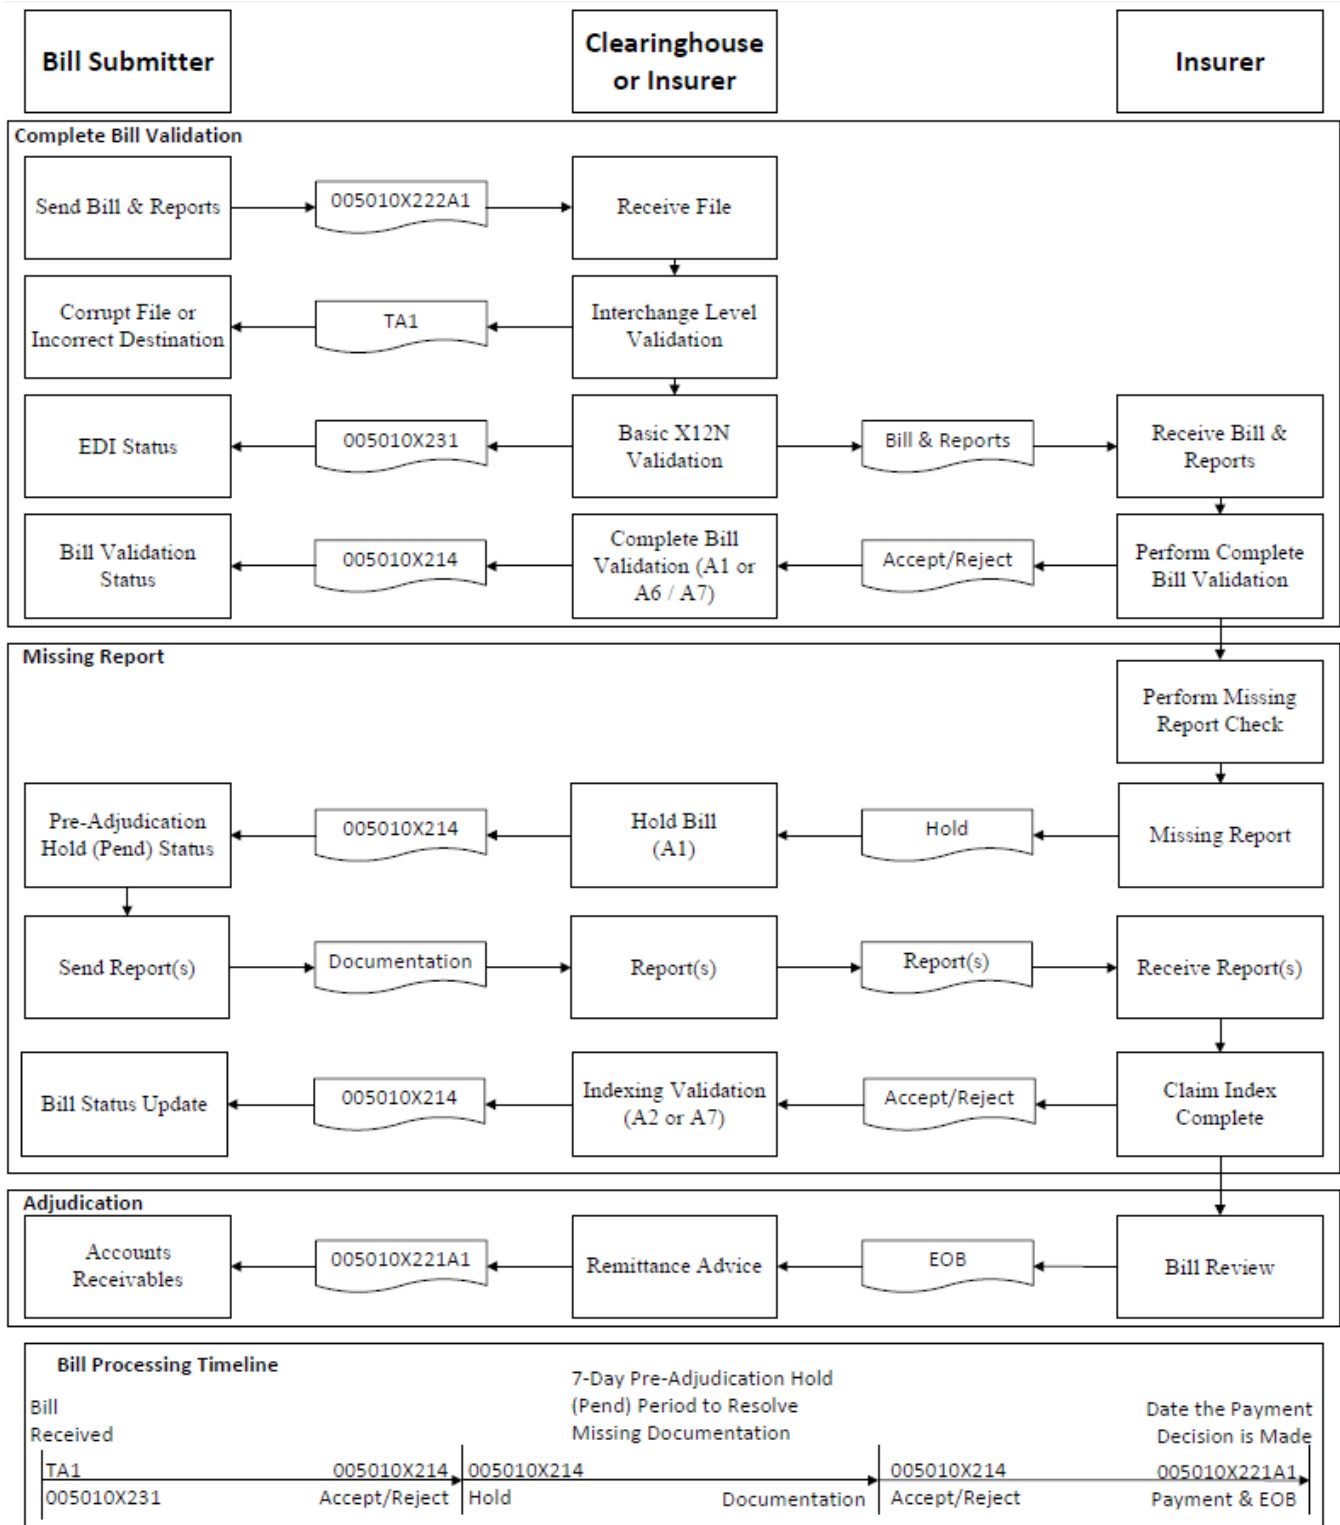 Bill Submitter
Clearinghouse
or Insurer
Insurer
Complete Bill Validation
Send Bill & Reports
005010X222A1
Receive File
Corrupt File or
Incorrect Destination
TA1
Interchange Level
Validation
EDI Status
005010X231
Basic X12N
Validation
Bill & Reports
Receive Bill &
Reports
Bill Validation
Status
005010X214
Complete Bill
Validation (A1 or
A6 / A7)
Accept/Reject
Perform Complete
Bill Validation
Missing Report
Perform Missing
Report Check
Pre-Adjudication
Hold (Pend) Status
005010X214
Hold Bill
(A1)
Hold
Missing Report
Send Report(s)
Documentation
Report(s)
Report(s)
Receive Report(s)
Bill Status Update
005010X214
Indexing Validation
(A2 or A7)
Accept/Reject
Claim Index
Complete
Adjudication
Accounts
Receivables
005010X221A1
Remittance Advice
EOB
Bill Review
Bill Processing Timeline
Bill
Received
7-Day Pre-Adjudication Hold
(Pend) Period to Resolve
Missing Documentation
Date the Payment
Decision is Made
TA1
005010X231
005010X214
Accept/Reject
005010X214
Hold
Documentation
005010X214
Accept/Reject
005010X221A1
Payment & EOB